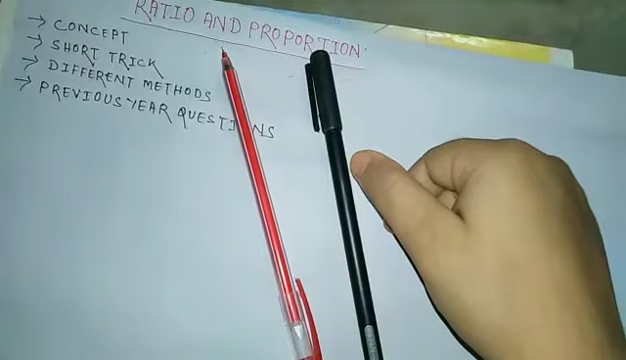 RATIO AND PROPORTION
→ CONCEPT
→ SHORT TRICK
→ DIFFERENT METHODS
→ PREVIOUS YEAR QUESTIONS